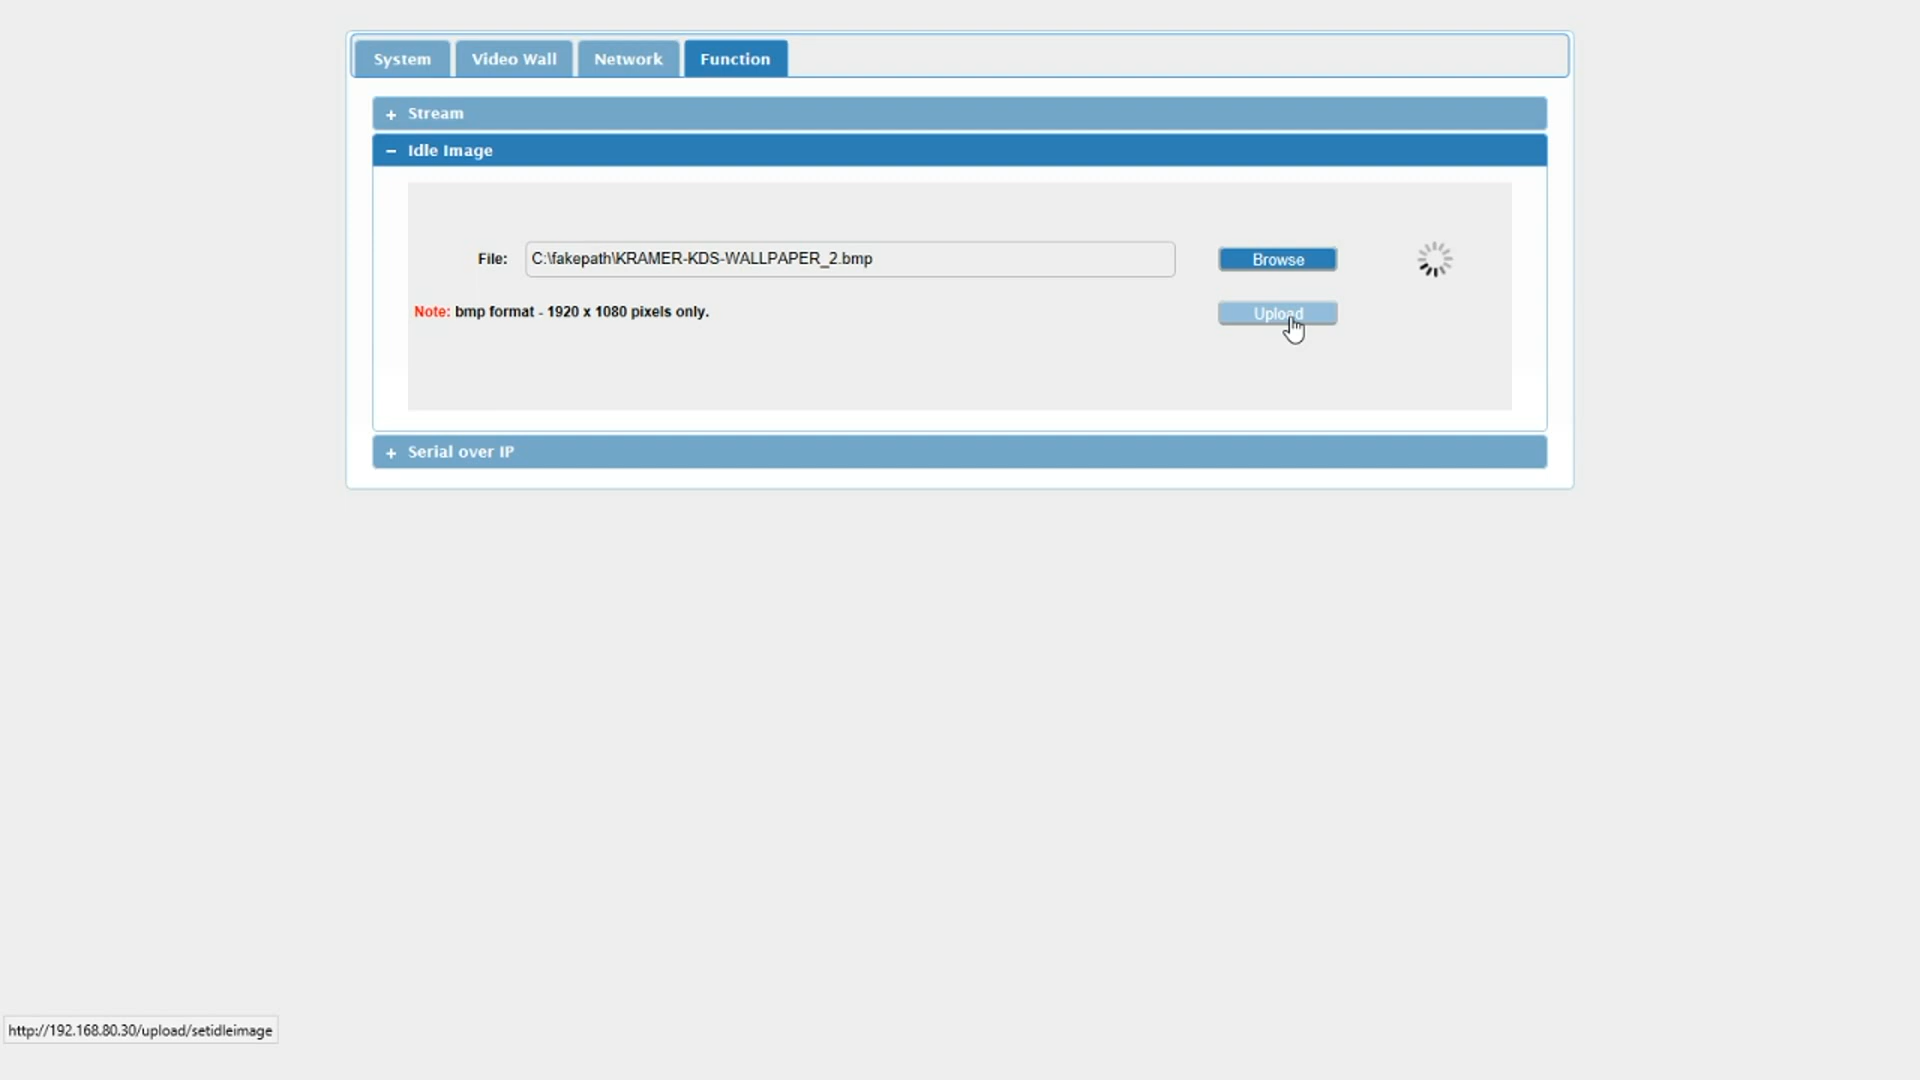 System Video Wall Network Function
+ Stream
− Idle Image
File: C:\fakepath\KRAMER-KDS-WALLPAPER_2.bmp Browse
Note: bmp format - 1920 x 1080 pixels only. Upload
+ Serial over IP
http://192.168.80.30/upload/setidleimage